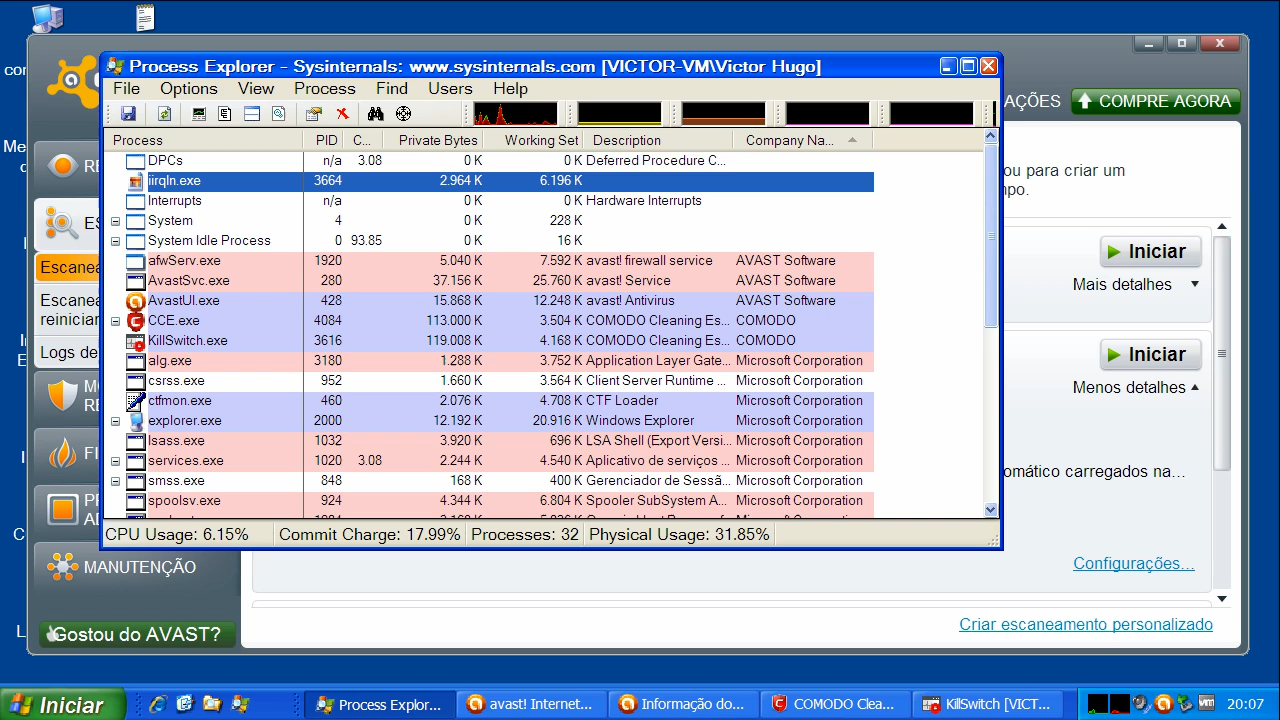 Process Explorer - Sysinternals: www.sysinternals.com [VICTOR-VM\Victor Hugo]
File Options View Process Find Users Help
Process PID C... Private Bytes Working Set Description Company Na...
DPCs n/a 3.08 0 K 0 K Deferred Procedure C...
iirqln.exe 3664 2.964 K 6.196 K
Interrupts n/a 0 K 0 K Hardware Interrupts
System 4 0 K 228 K
System Idle Process 0 93.85 0 K 16 K
afwServ.exe 1920 5.040 K 7.592 K avast! firewall service AVAST Software
AvastSvc.exe 280 37.156 K 25.760 K avast! Service AVAST Software
AvastUI.exe 428 15.868 K 12.248 K avast! Antivirus AVAST Software
CCE.exe 4084 113.000 K 3.504 K COMODO Cleaning Es... COMODO
KillSwitch.exe 3616 119.008 K 4.168 K COMODO Cleaning Es... COMODO
alg.exe 3180 1.288 K 3.752 K Application Layer Gate... Microsoft Corporation
csrss.exe 952 1.660 K 3.564 K Client Server Runtime ... Microsoft Corporation
ctfmon.exe 460 2.076 K 4.708 K CTF Loader Microsoft Corporation
explorer.exe 2000 12.192 K 20.916 K Windows Explorer Microsoft Corporation
lsass.exe 1032 3.920 K 696 K LSA Shell (Export Versi... Microsoft Corporation
services.exe 1020 3.08 2.244 K 4.540 K Aplicativo de serviços ... Microsoft Corporation
smss.exe 848 168 K 400 K Gerenciador de Sessã... Microsoft Corporation
spoolsv.exe 924 4.344 K 6.804 K Spooler SubSystem A... Microsoft Corporation
CPU Usage: 6.15% Commit Charge: 17.99% Processes: 32 Physical Usage: 31.85%
AÇÕES COMPRE AGORA
ou para criar um
po.
Iniciar
Mais detalhes
Iniciar
Menos detalhes
omático carregados na...
Configurações...
Criar escaneamento personalizado
RE
ES
Escanea
Escanea
reiniciar
Logs de
MO
RE
FI
PR
AD
MANUTENÇÃO
Gostou do AVAST?
Iniciar Process Explor... avast! Internet... Informação do... COMODO Clea... KillSwitch [VICT... 20:07